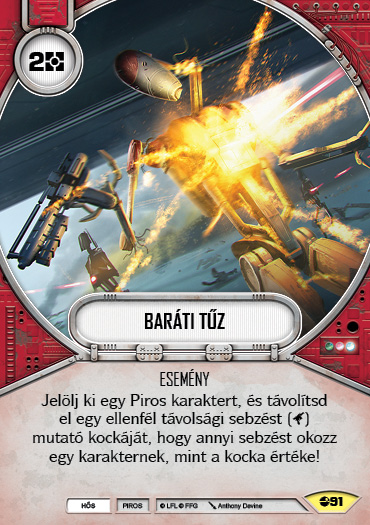 2
BARÁTI TŰZ
ESEMÉNY
Jelölj ki egy Piros karaktert, és távolítsd
el egy ellenfél távolsági sebzést ( )
mutató kockáját, hogy annyi sebzést okozz
egy karakternek, mint a kocka értéke!
HŐS PIROS © LFL © FFG Anthony Devine 91